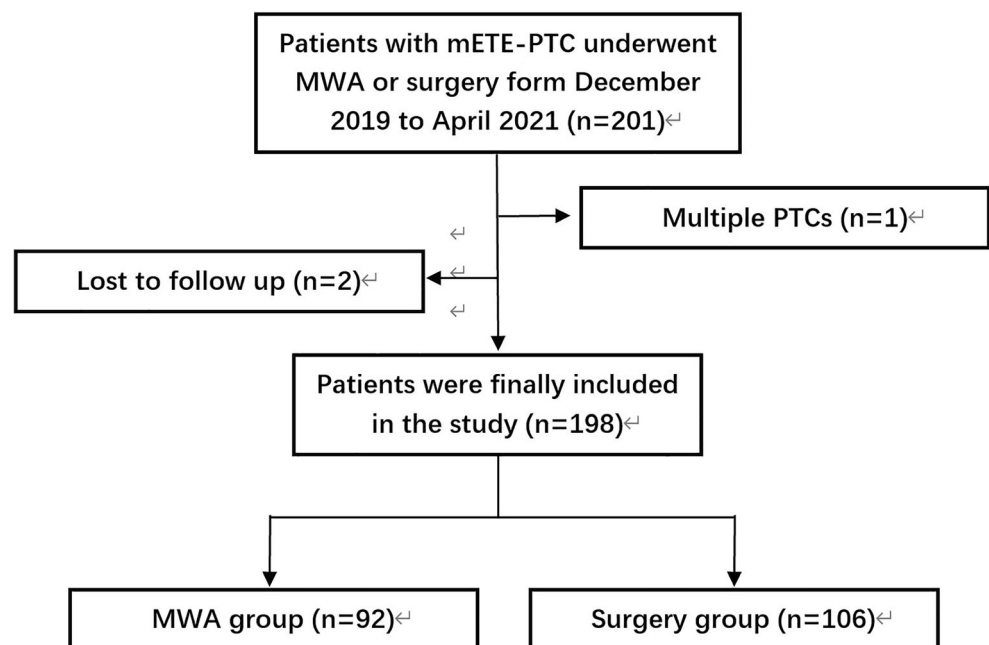 Patients with mETE-PTC underwent
MWA or surgery form December
2019 to April 2021 (n=201)↵
Multiple PTCs (n=1)↵
↵
Lost to follow up (n=2)↵
↵
↵
Patients were finally included
in the study (n=198)↵
MWA group (n=92)↵
Surgery group (n=106)↵